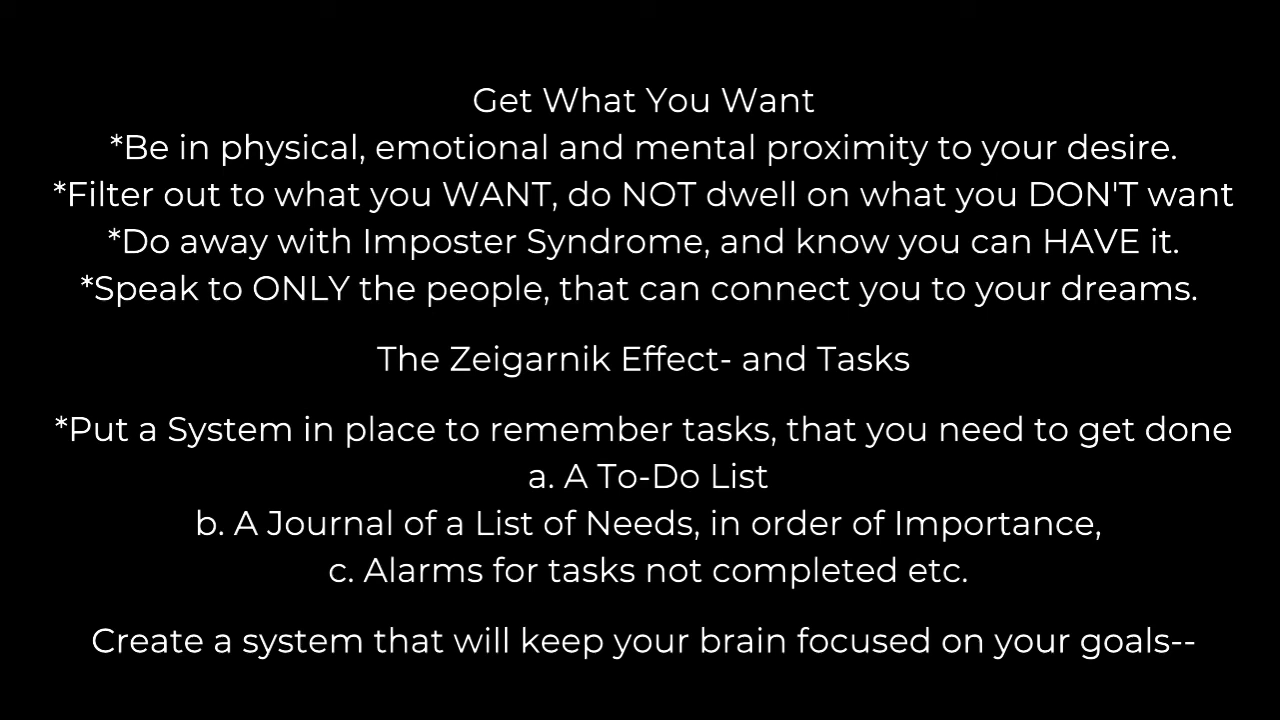 Get What You Want
*Be in physical, emotional and mental proximity to your desire.
*Filter out to what you WANT, do NOT dwell on what you DON'T want
*Do away with Imposter Syndrome, and know you can HAVE it.
*Speak to ONLY the people, that can connect you to your dreams.
The Zeigarnik Effect- and Tasks
*Put a System in place to remember tasks, that you need to get done
a. A To-Do List
b. A Journal of a List of Needs, in order of Importance,
c. Alarms for tasks not completed etc.
Create a system that will keep your brain focused on your goals--